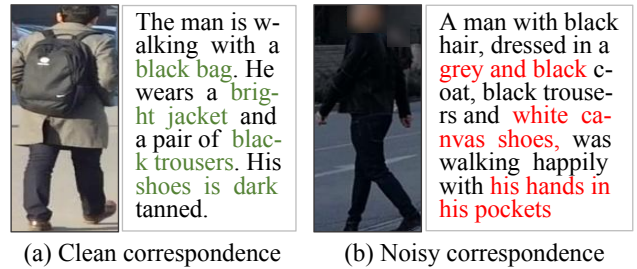 The man is w-
alking with a
black bag. He
wears a brig-
ht jacket and
a pair of blac-
k trousers. His
shoes is dark
tanned.
A man with black
hair, dressed in a
grey and black c-
oat, black trouse-
rs and white ca-
nvas shoes, was
walking happily
with his hands in
his pockets
(a) Clean correspondence
(b) Noisy correspondence